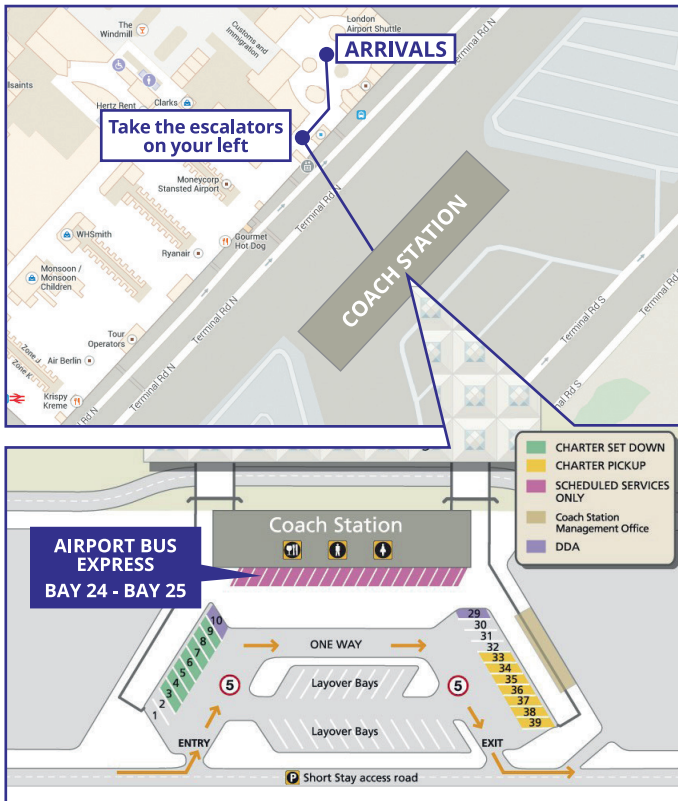 The
Windmill
Customs and
Immigration
London
Airport Shuttle
ARRIVALS
Terminal Rd N
llsaints
Hertz Rent
Clarks
Take the escalators
on your left
Moneycorp
Stansted Airport
Terminal Rd N
WHSmith
Ryanair
Gourmet
Hot Dog
Terminal Rd N
COACH STATION
Monsoon /
Monsoon
Children
Tour
Operators
Terminal Rd N
Terminal Rd S
Terminal Rd
Zone J
Zone K
Air Berlin
Krispy
Kreme
Rd N
Terminal Rd N
nal Rd S
CHARTER SET DOWN
CHARTER PICKUP
SCHEDULED SERVICES
ONLY
Coach Station
Management Office
DDA
Coach Station
AIRPORT BUS
EXPRESS
BAY 24 - BAY 25
10
9
8
7
6
5
4
3
2
1
ONE WAY
29
30
31
32
33
34
35
36
37
38
39
5
Layover Bays
5
Layover Bays
ENTRY
EXIT
P Short Stay access road